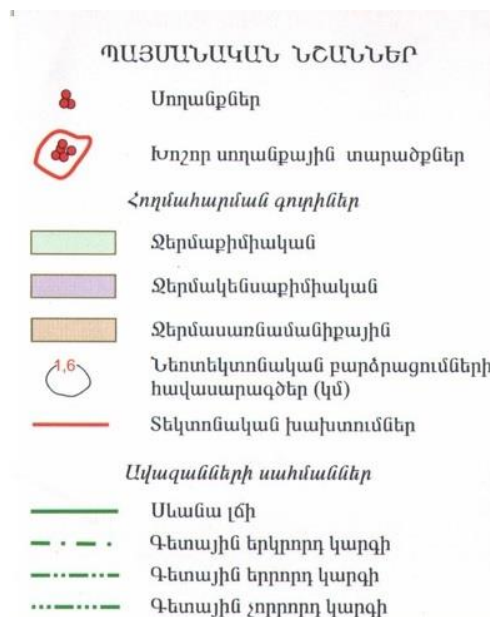 ՊԱՅՄԱՆԱԿԱՆ ՆՇԱՆՆԵՐ
Սողանքներ
Խոշոր սողանքային տարածքներ
Հողմահարման գոտիներ
Ջերմաքիմիական
Ջերմակենսաքիմիական
Ջերմասառնամանիքային
1,6
Նեոտեկտոնական բարձրացումների
հավասարագծեր (կմ)
Տեկտոնական խախտումներ
Ավազանների սահմաններ
Սևանա լճի
Գետային երկրորդ կարգի
Գետային երրորդ կարգի
Գետային չորրորդ կարգի